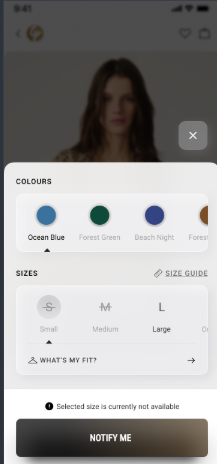 9:41
COLOURS
Ocean Blue Forest Green Beach Night Forest
SIZES SIZE GUIDE
S M L
Small Medium Large
WHAT'S MY FIT?
Selected size is currently not available
NOTIFY ME